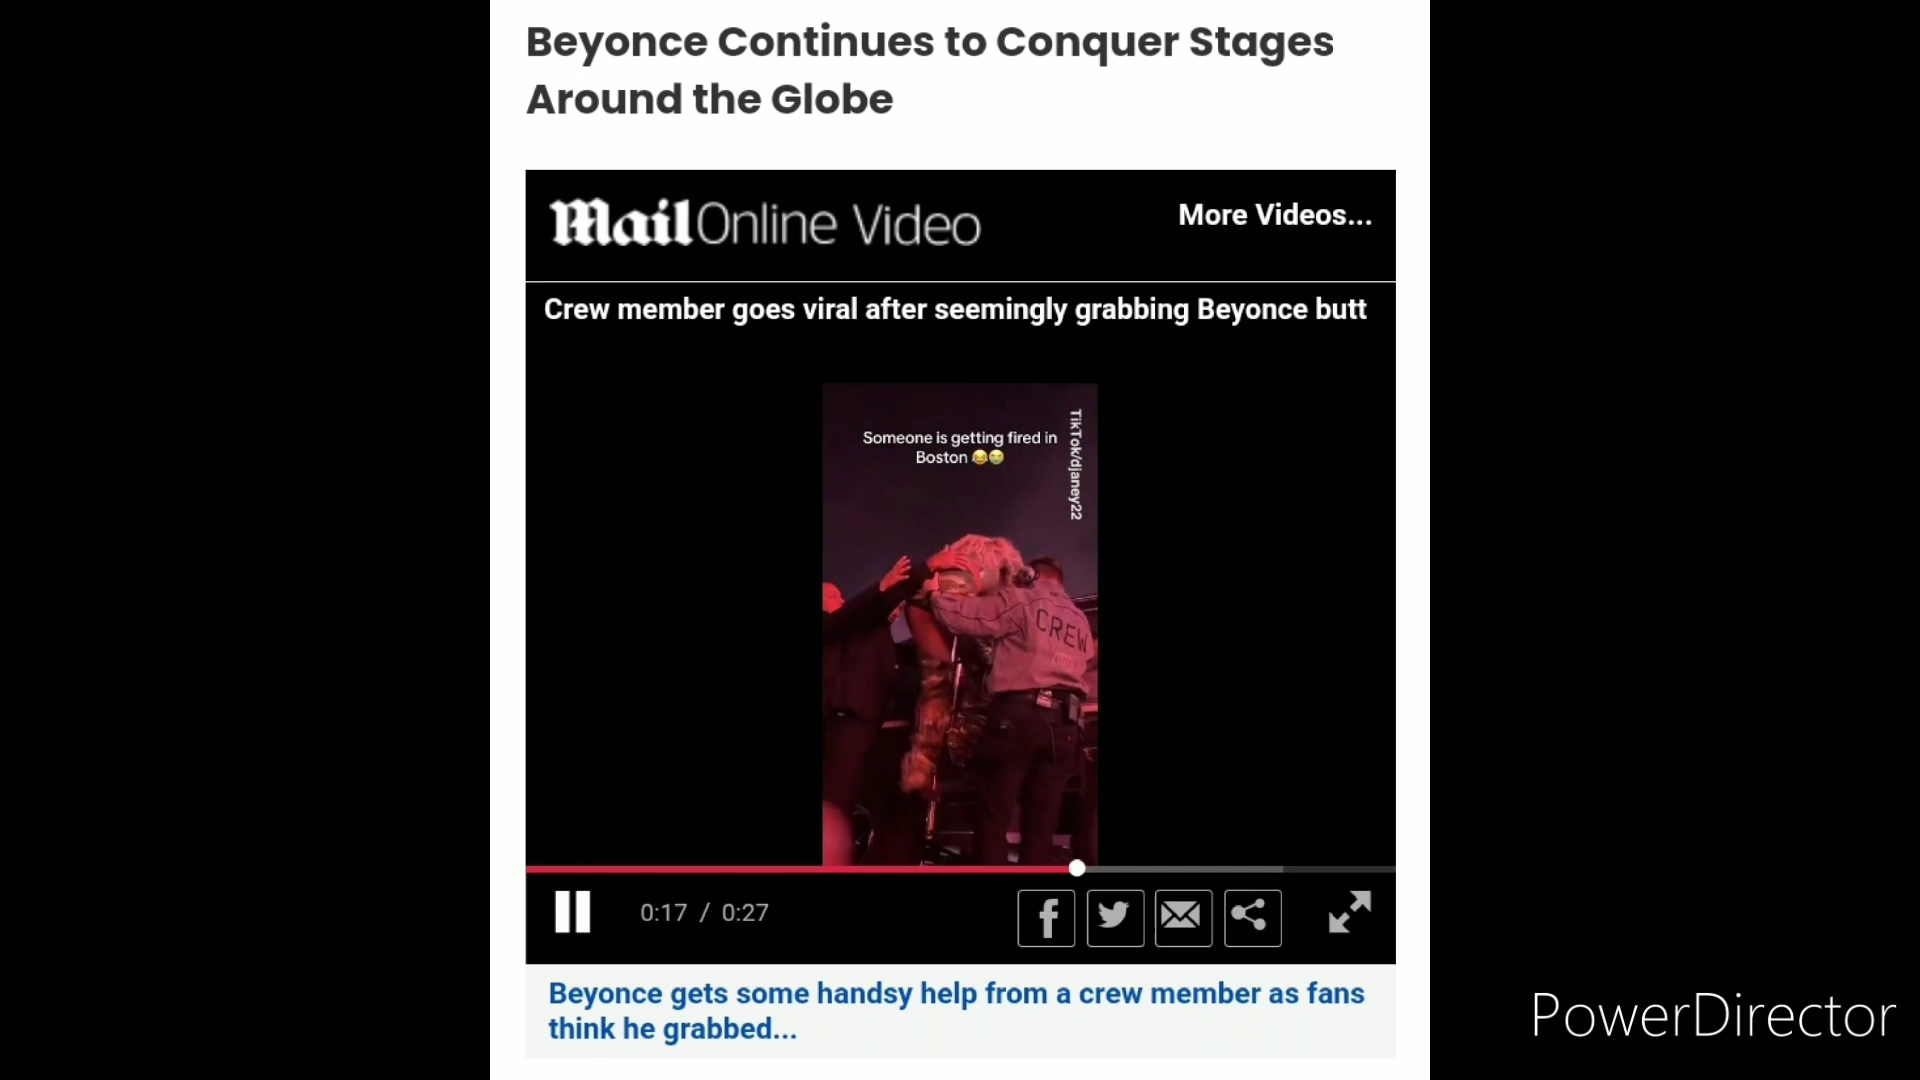 Beyonce Continues to Conquer Stages
Around the Globe
Mail Online Video
More Videos...
Crew member goes viral after seemingly grabbing Beyonce butt
Someone is getting fired in
Boston 😂😭
TikTok/djaney22
CREW
0:17 / 0:27
Beyonce gets some handsy help from a crew member as fans
think he grabbed...
PowerDirector